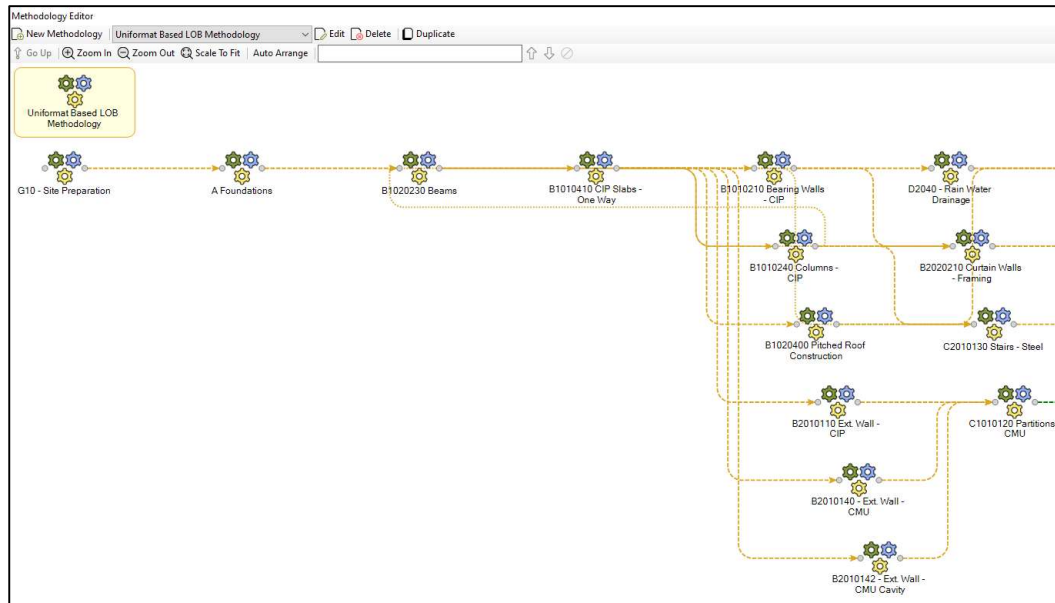 Methodology Editor
New Methodology Uniformat Based LOB Methodology Edit Delete Duplicate
Go Up Zoom In Zoom Out Scale To Fit Auto Arrange
Uniformat Based LOB
Methodology
G10 - Site Preparation
A Foundations
B1020230 Beams
B1010410 CIP Slabs -
One Way
B1010210 Bearing Walls
- CIP
D2040 - Rain Water
Drainage
B1010240 Columns -
CIP
B2020210 Curtain Walls
- Framing
B1020400 Pitched Roof
Construction
C2010130 Stairs - Steel
B2010110 Ext. Wall -
CIP
C1010120 Partitions
CMU
B2010140 - Ext. Wall -
CMU
B2010142 - Ext. Wall -
CMU Cavity